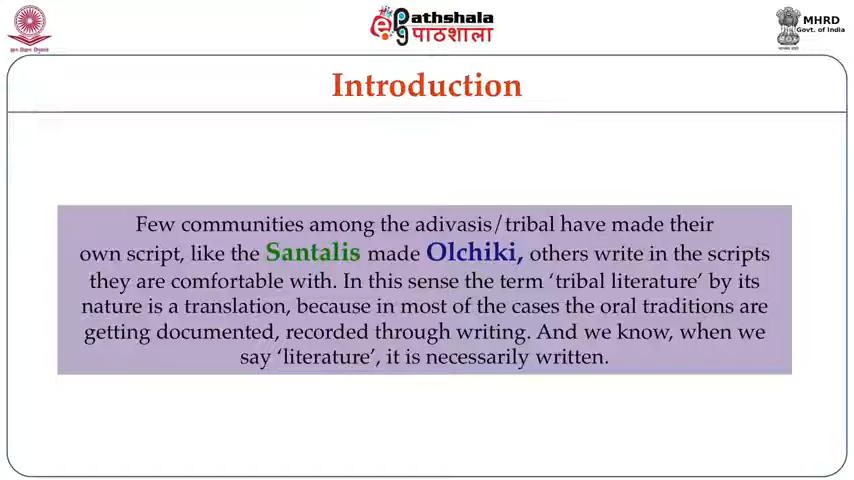 Pathshala
पाठशाला
MHRD
Govt. of India
Introduction
Few communities among the adivasis/tribal have made their
own script, like the Santalis made Olchiki, others write in the scripts
they are comfortable with. In this sense the term ‘tribal literature’ by its
nature is a translation, because in most of the cases the oral traditions are
getting documented, recorded through writing. And we know, when we
say ‘literature’, it is necessarily written.